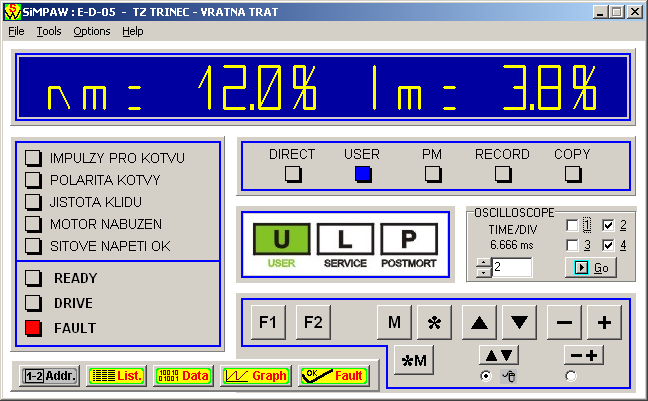 SiMPAW : E-D-05 - TZ TRINEC - VRATNA TRAT
File Tools Options Help
nm = 12.0% Im = 3.8%
IMPULZY PRO KOTVU
POLARITA KOTVY
JISTOTA KLIDU
MOTOR NABUZEN
SITOVE NAPETI OK
READY
DRIVE
FAULT
DIRECT USER PM RECORD COPY
U L P
USER SERVICE POSTMORT
OSCILLOSCOPE
TIME/DIV 1 2
6.666 ms 3 4
2 Go
F1 F2 M * ▲ ▼ − +
*M ▲▼ −+
1-2 Addr. List. 10010 01001 Data Graph OK Fault